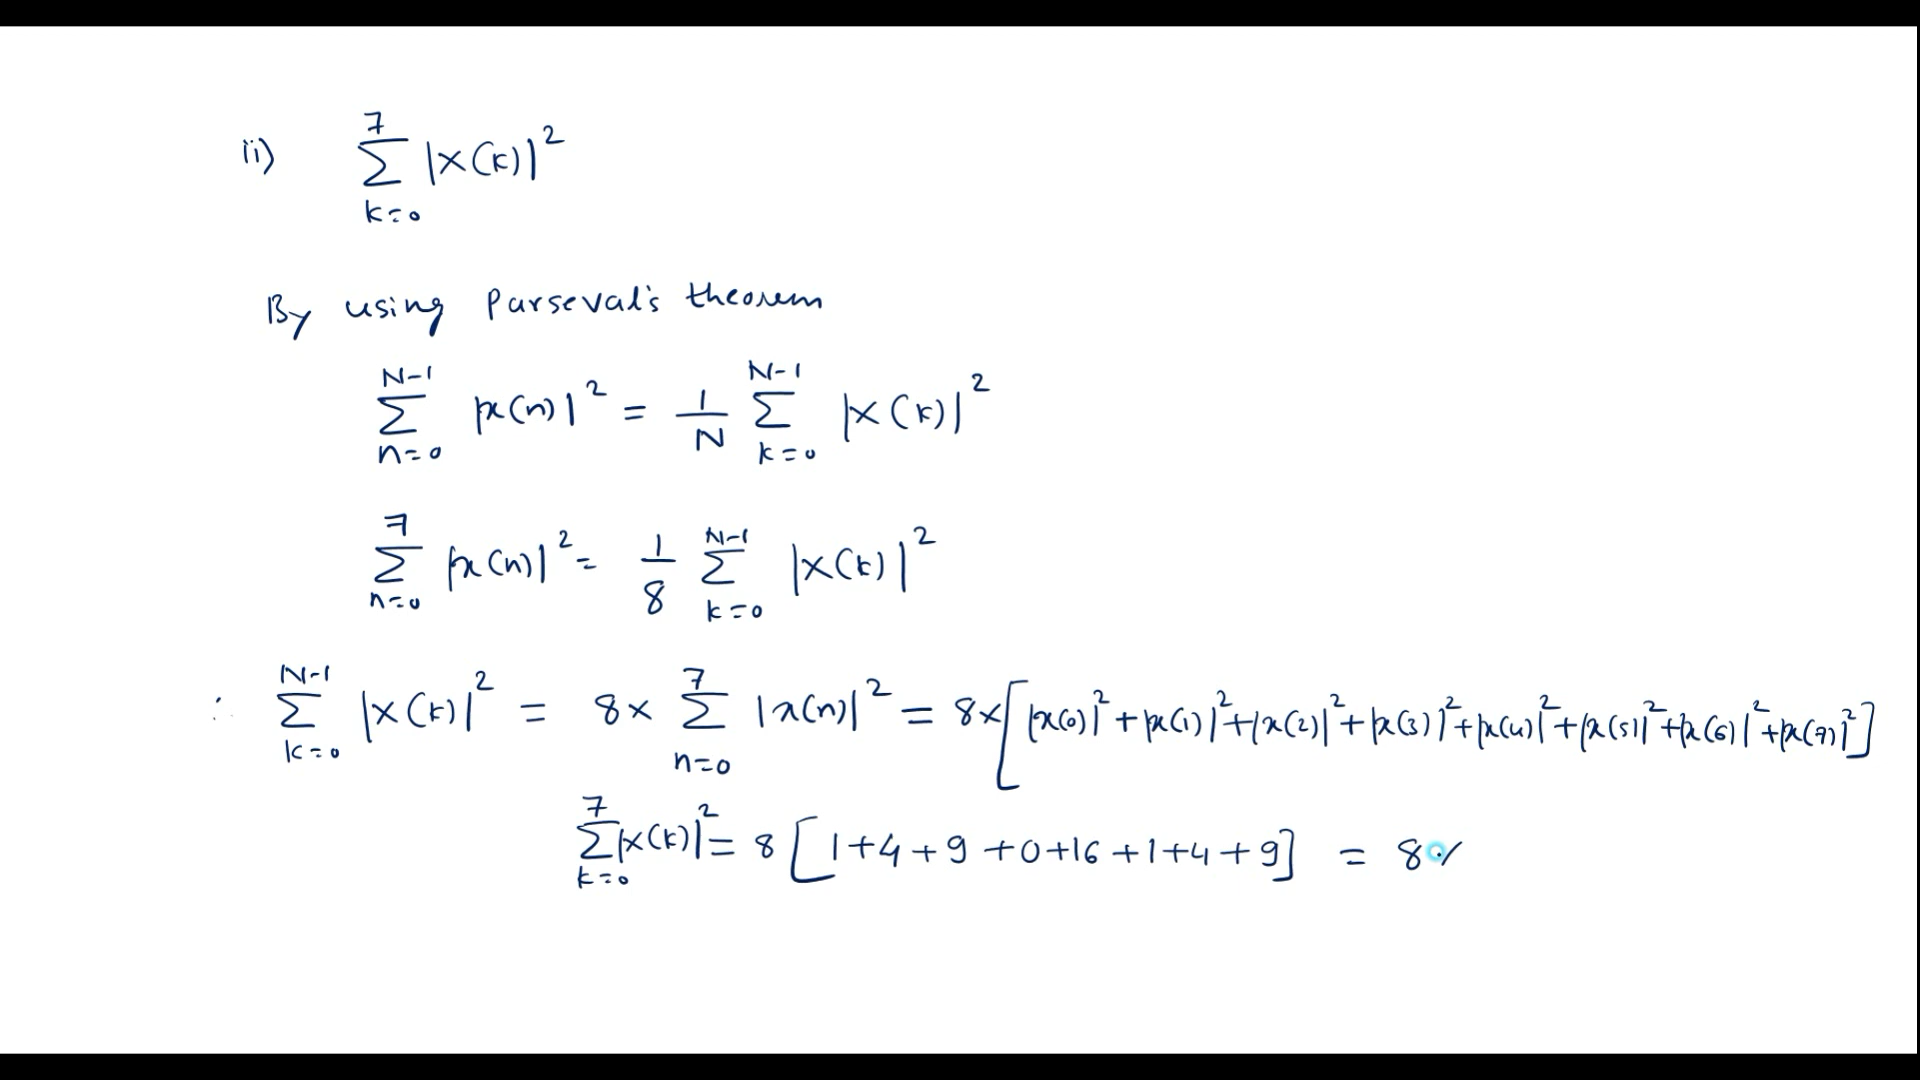 ii) \sum_{k=0}^{7} |X(k)|^2
By using Parseval's theorem
\sum_{n=0}^{N-1} |x(n)|^2 = \frac{1}{N} \sum_{k=0}^{N-1} |X(k)|^2
\sum_{n=0}^{7} |x(n)|^2 = \frac{1}{8} \sum_{k=0}^{N-1} |X(k)|^2
∴ \sum_{k=0}^{N-1} |X(k)|^2 = 8× \sum_{n=0}^{7} |x(n)|^2 = 8×[|x(0)|^2+|x(1)|^2+|x(2)|^2+|x(3)|^2+|x(4)|^2+|x(5)|^2+|x(6)|^2+|x(7)|^2]
\sum_{k=0}^{7} |X(k)|^2 = 8 [1+4+9+0+16+1+4+9] = 8